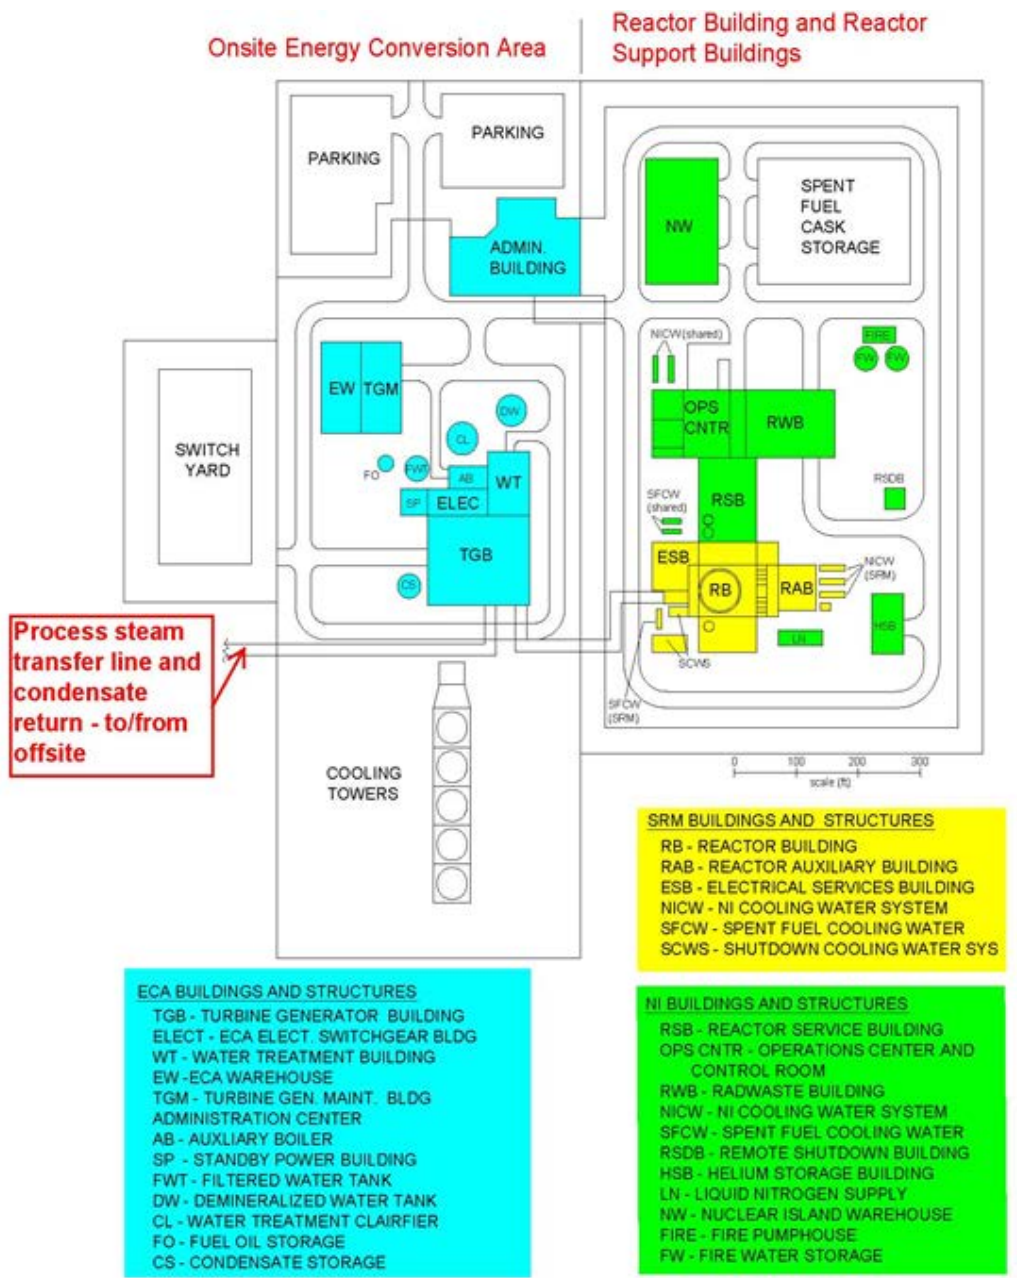 Onsite Energy Conversion Area
Reactor Building and Reactor
Support Buildings
PARKING
PARKING
ADMIN.
BUILDING
NW
SPENT
FUEL
CASK
STORAGE
NICW(shared)
FIRE
FW
FW
EW
TGM
DW
CL
OPS
CNTR
RWB
SWITCH
YARD
FO
FWT
AB
WT
SP
ELEC
RSB
RSDB
SFCW
(shared)
TGB
ESB
NICW
(SRM)
CS
RB
RAB
HSB
LN
SCWS
SFCW
(SRM)
Process steam
transfer line and
condensate
return - to/from
offsite
COOLING
TOWERS
0 100 200 300
scale (ft)
SRM BUILDINGS AND STRUCTURES
RB - REACTOR BUILDING
RAB - REACTOR AUXILIARY BUILDING
ESB - ELECTRICAL SERVICES BUILDING
NICW - NI COOLING WATER SYSTEM
SFCW - SPENT FUEL COOLING WATER
SCWS - SHUTDOWN COOLING WATER SYS
ECA BUILDINGS AND STRUCTURES
TGB - TURBINE GENERATOR BUILDING
ELECT - ECA ELECT. SWITCHGEAR BLDG
WT - WATER TREATMENT BUILDING
EW -ECA WAREHOUSE
TGM - TURBINE GEN. MAINT. BLDG
ADMINISTRATION CENTER
AB - AUXLIARY BOILER
SP - STANDBY POWER BUILDING
FWT - FILTERED WATER TANK
DW - DEMINERALIZED WATER TANK
CL - WATER TREATMENT CLAIRFIER
FO - FUEL OIL STORAGE
CS - CONDENSATE STORAGE
NI BUILDINGS AND STRUCTURES
RSB - REACTOR SERVICE BUILDING
OPS CNTR - OPERATIONS CENTER AND
CONTROL ROOM
RWB - RADWASTE BUILDING
NICW - NI COOLING WATER SYSTEM
SFCW - SPENT FUEL COOLING WATER
RSDB - REMOTE SHUTDOWN BUILDING
HSB - HELIUM STORAGE BUILDING
LN - LIQUID NITROGEN SUPPLY
NW - NUCLEAR ISLAND WAREHOUSE
FIRE - FIRE PUMPHOUSE
FW - FIRE WATER STORAGE